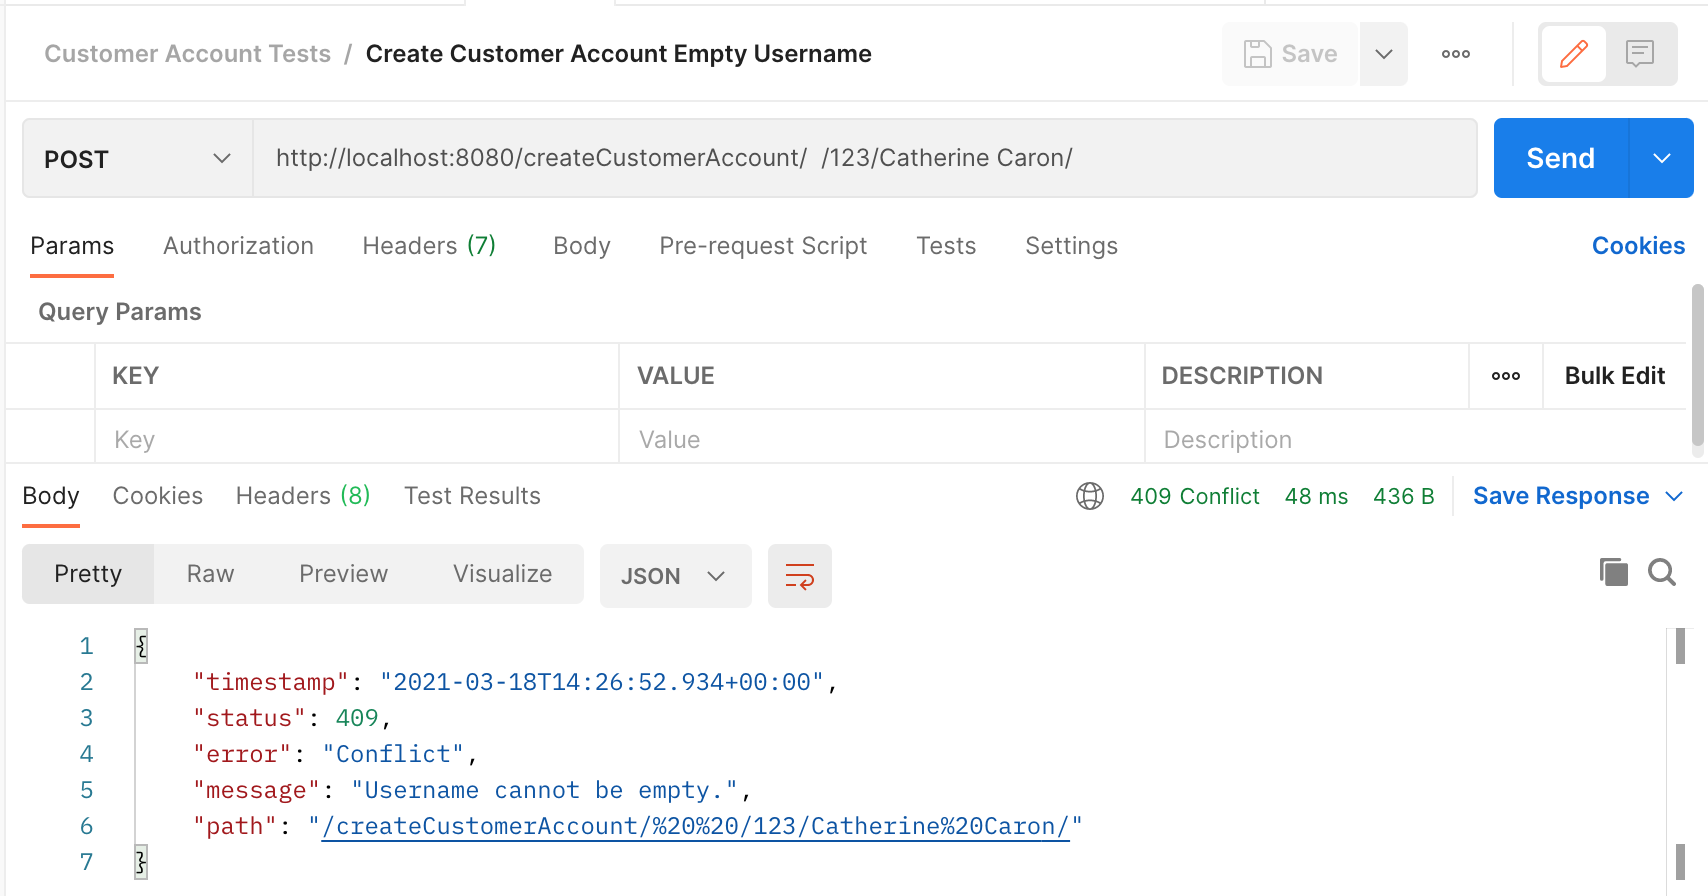 Customer Account Tests / Create Customer Account Empty Username
Save
POST
http://localhost:8080/createCustomerAccount/  /123/Catherine Caron/
Send
Params Authorization Headers (7) Body Pre-request Script Tests Settings Cookies
Query Params
KEY VALUE DESCRIPTION Bulk Edit
Key Value Description
Body Cookies Headers (8) Test Results 409 Conflict 48 ms 436 B Save Response
Pretty Raw Preview Visualize JSON
1 {
2 "timestamp": "2021-03-18T14:26:52.934+00:00",
3 "status": 409,
4 "error": "Conflict",
5 "message": "Username cannot be empty.",
6 "path": "/createCustomerAccount/%20%20/123/Catherine%20Caron/"
7 }